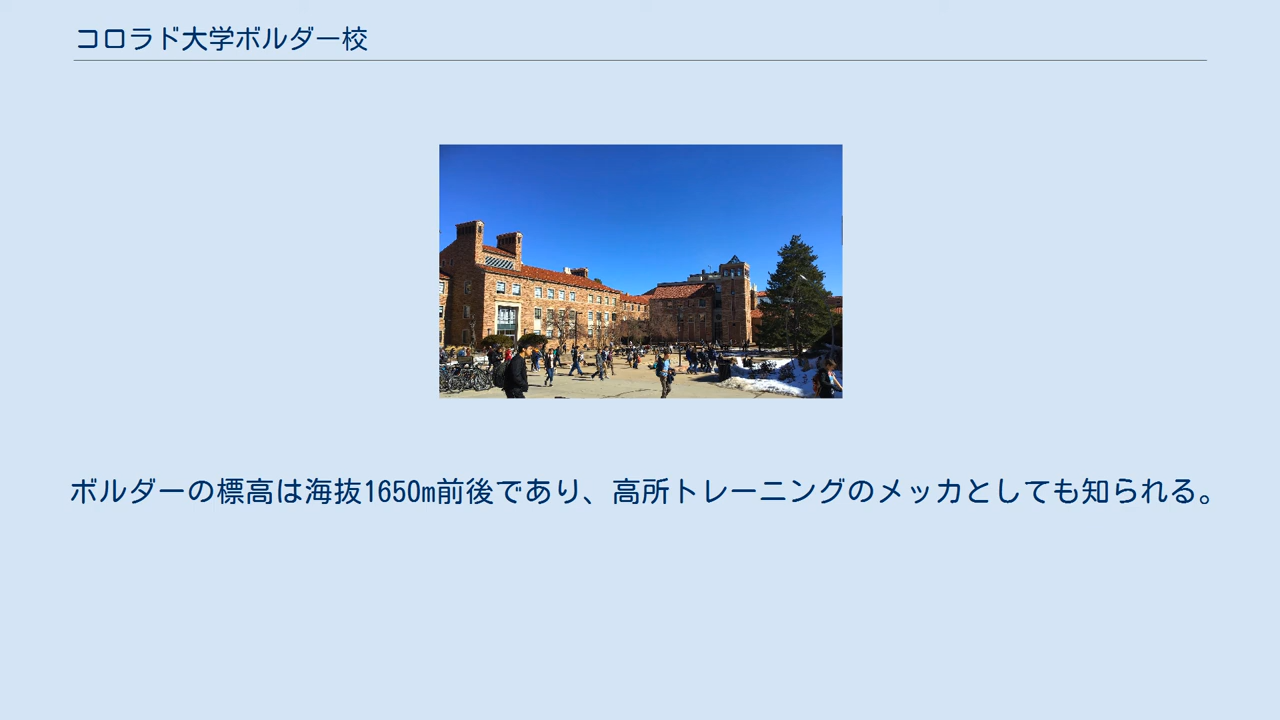 コロラド大学ボルダー校
ボルダーの標高は海抜1650m前後であり、高所トレーニングのメッカとしても知られる。